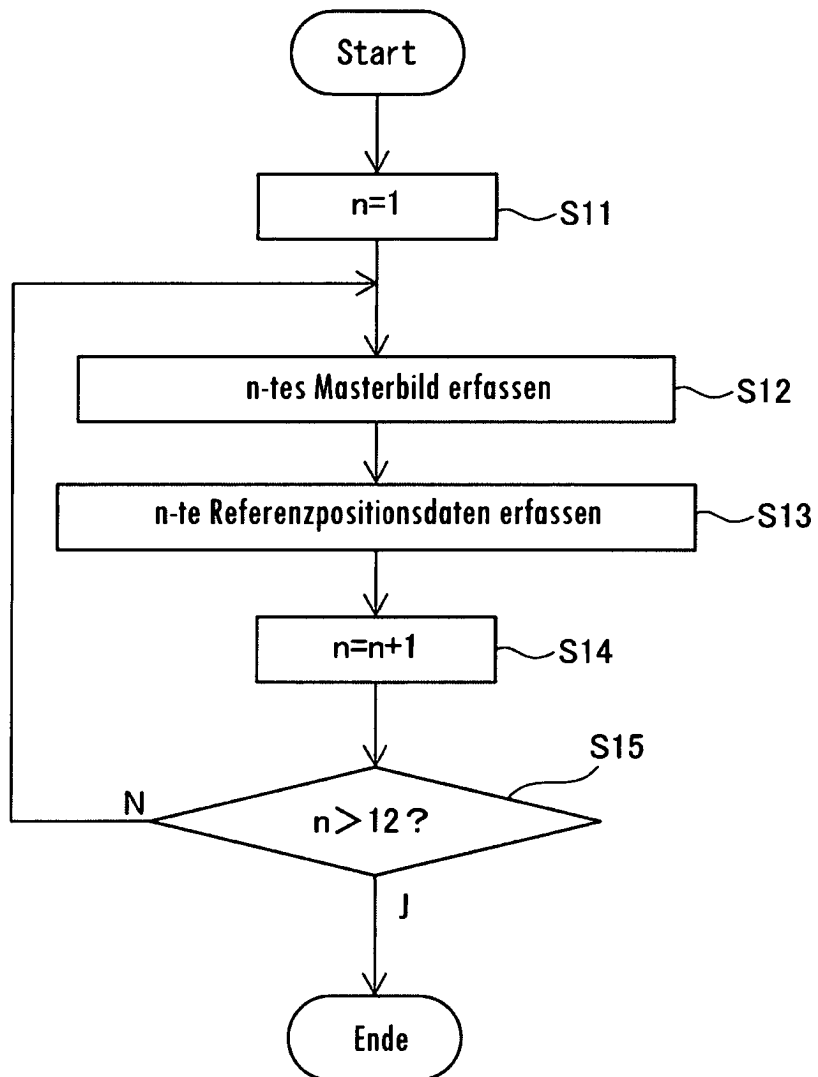 Start
n=1
S11
n-tes Masterbild erfassen
S12
n-te Referenzpositionsdaten erfassen
S13
n=n+1
S14
S15
N
n>12?
J
Ende